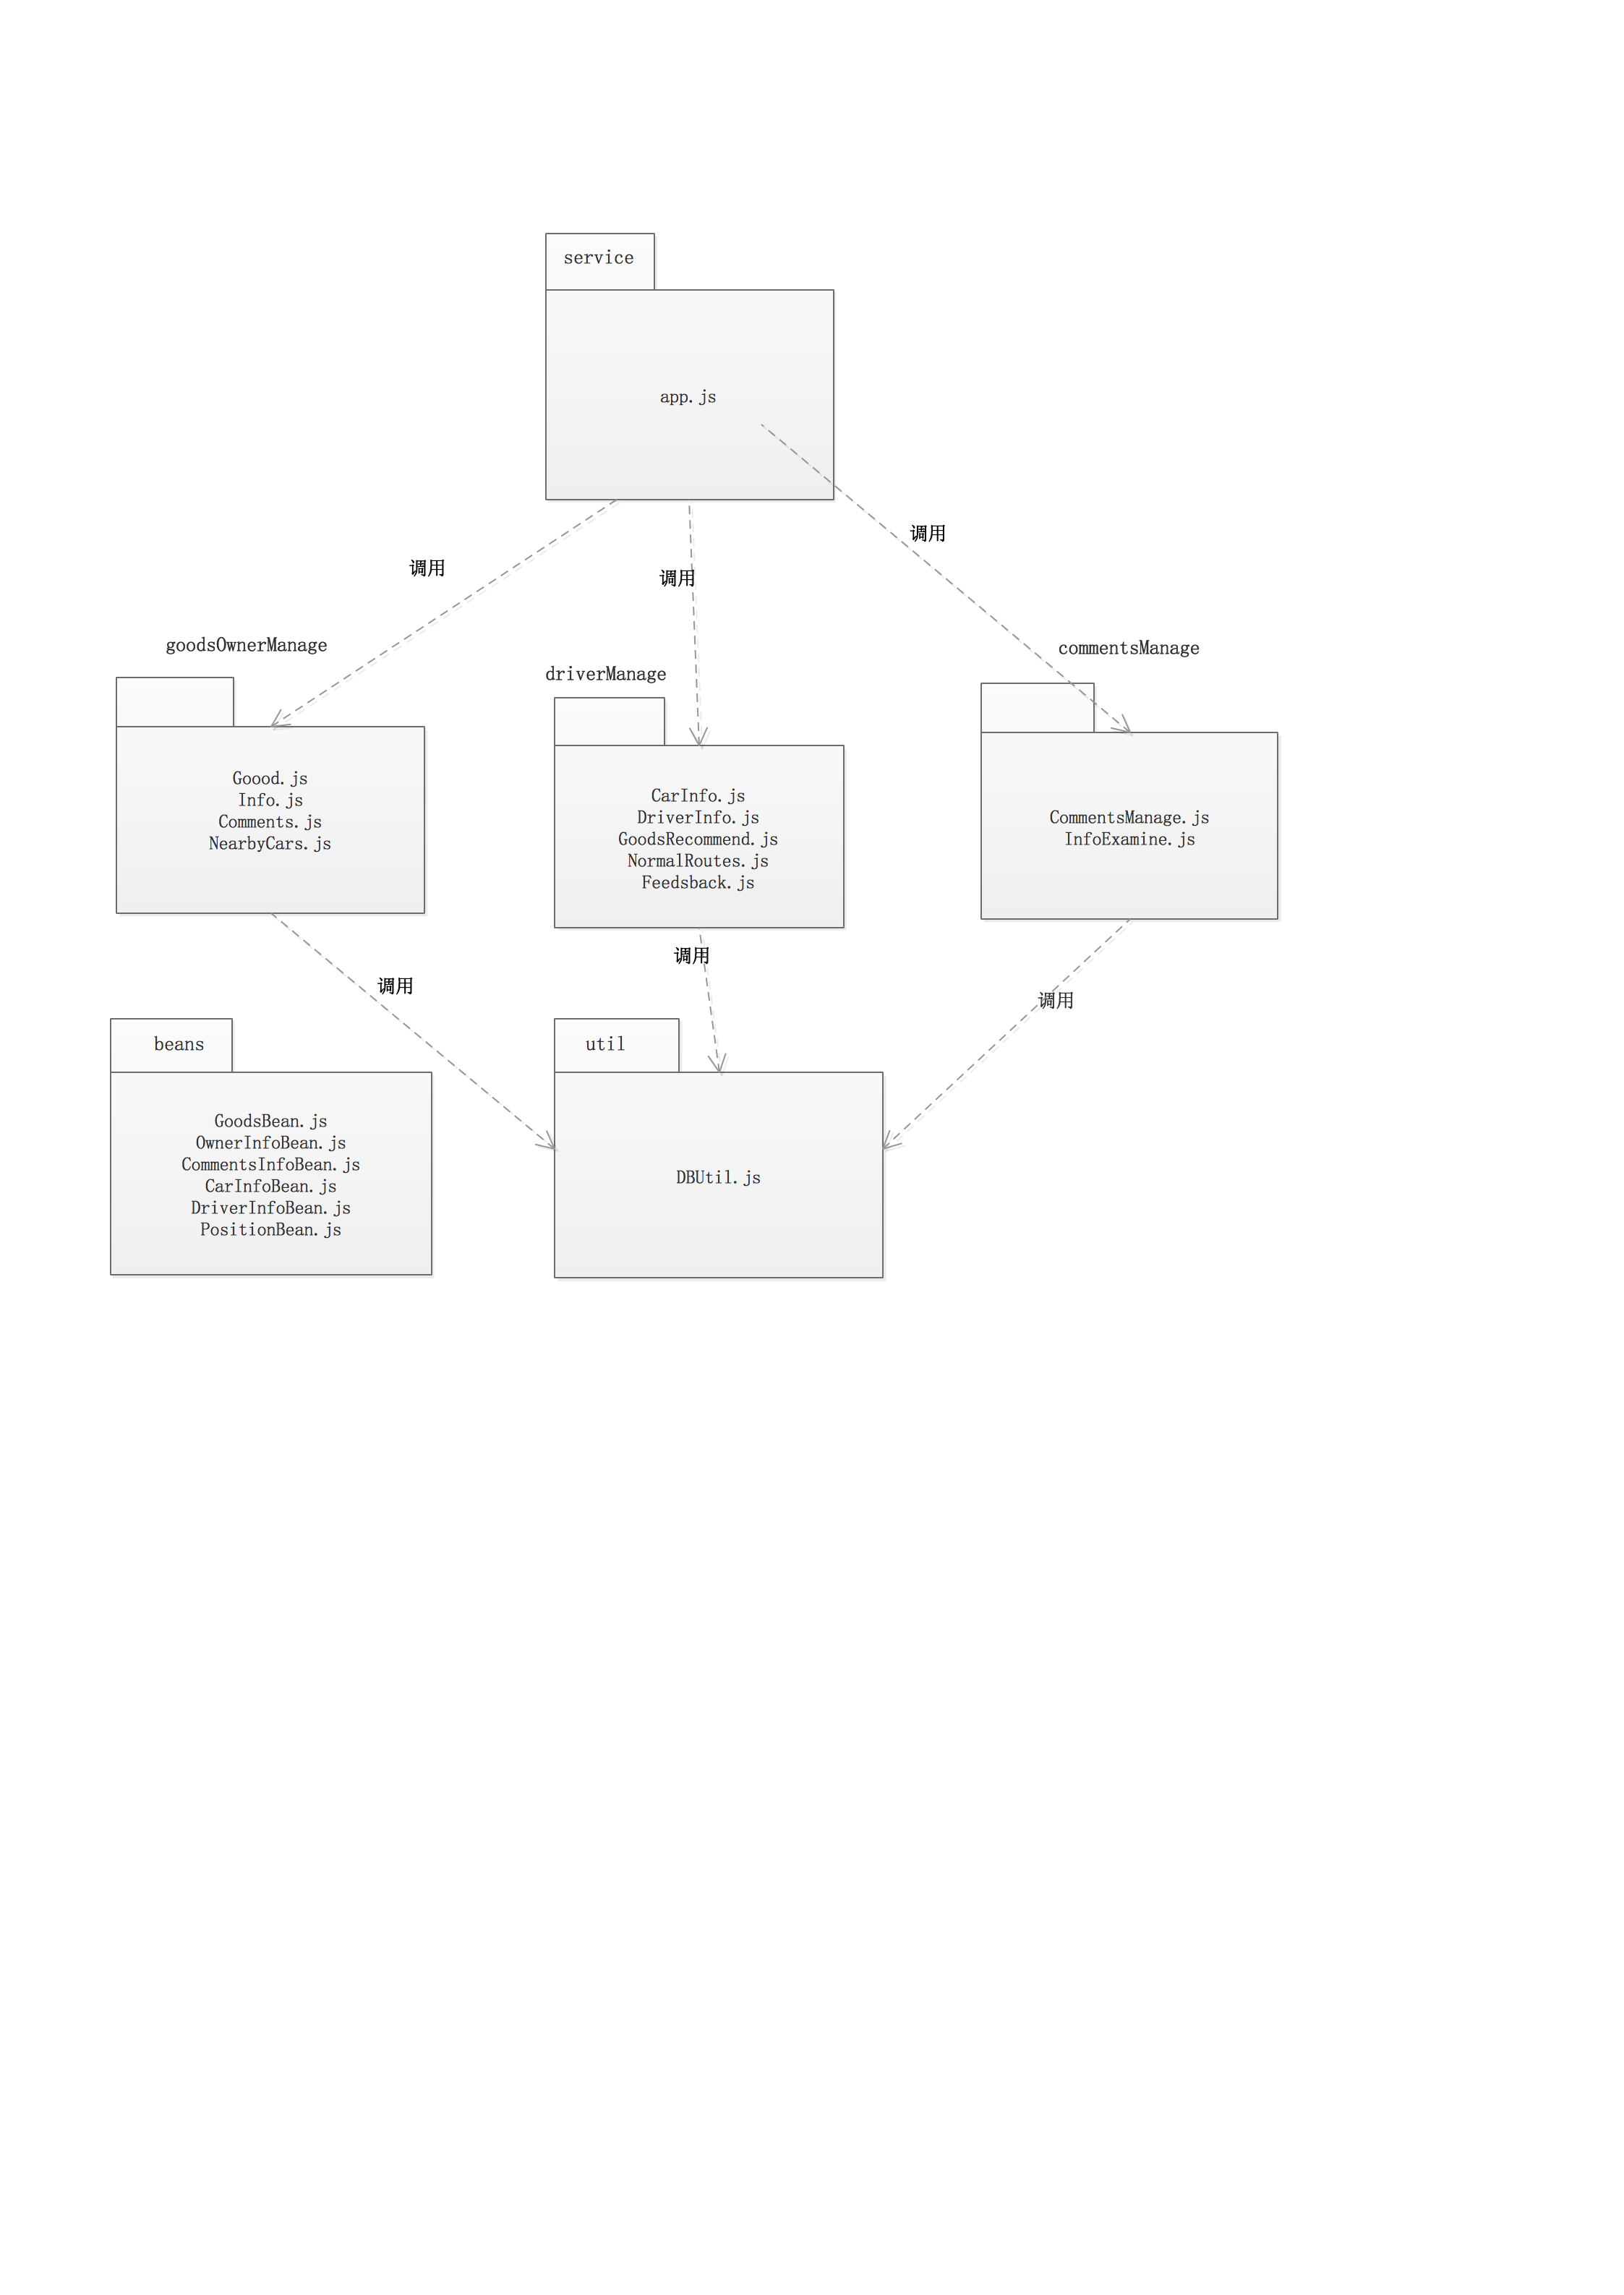 service
app.js
调用
调用
调用
goodsOwnerManage
driverManage
commentsManage
Goood.js
Info.js
Comments.js
NearbyCars.js
CarInfo.js
DriverInfo.js
GoodsRecommend.js
NormalRoutes.js
Feedsback.js
CommentsManage.js
InfoExamine.js
调用
调用
调用
beans
GoodsBean.js
OwnerInfoBean.js
CommentsInfoBean.js
CarInfoBean.js
DriverInfoBean.js
PositionBean.js
util
DBUtil.js